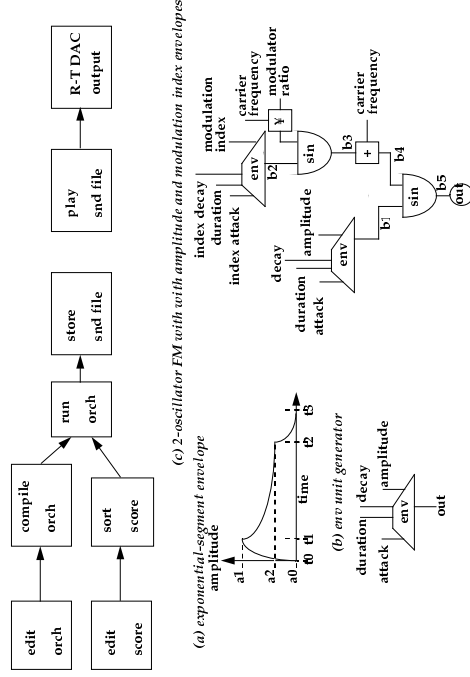 edit
orch
compile
orch
run
orch
store
snd file
play
snd file
R-T DAC
output
edit
score
sort
score
(c) 2-oscillator FM with with amplitude and modulation index envelopes
(a) exponential-segment envelope
amplitude
a1
a2
a0
t0
t1
t2
t3
time
(b) env unit generator
duration
attack
decay
amplitude
env
out
index decay
duration
index attack
modulation
index
carrier
frequency
modulator
ratio
¥
env
b2
sin
b3
+
carrier
frequency
b4
decay
duration
attack
amplitude
env
b1
sin
b5
out